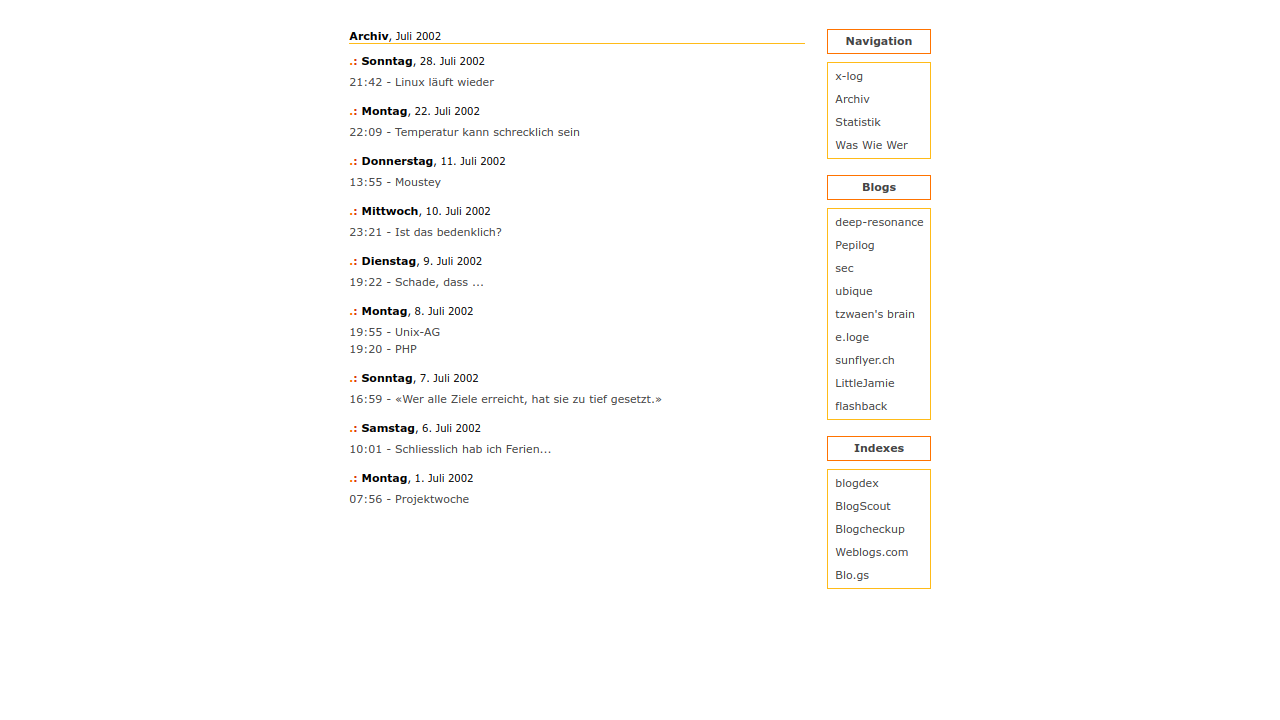 Archiv, Juli 2002
.: Sonntag, 28. Juli 2002
21:42 - Linux läuft wieder
.: Montag, 22. Juli 2002
22:09 - Temperatur kann schrecklich sein
.: Donnerstag, 11. Juli 2002
13:55 - Moustey
.: Mittwoch, 10. Juli 2002
23:21 - Ist das bedenklich?
.: Dienstag, 9. Juli 2002
19:22 - Schade, dass ...
.: Montag, 8. Juli 2002
19:55 - Unix-AG
19:20 - PHP
.: Sonntag, 7. Juli 2002
16:59 - «Wer alle Ziele erreicht, hat sie zu tief gesetzt.»
.: Samstag, 6. Juli 2002
10:01 - Schliesslich hab ich Ferien...
.: Montag, 1. Juli 2002
07:56 - Projektwoche
Navigation
x-log
Archiv
Statistik
Was Wie Wer
Blogs
deep-resonance
Pepilog
sec
ubique
tzwaen's brain
e.loge
sunflyer.ch
LittleJamie
flashback
Indexes
blogdex
BlogScout
Blogcheckup
Weblogs.com
Blo.gs